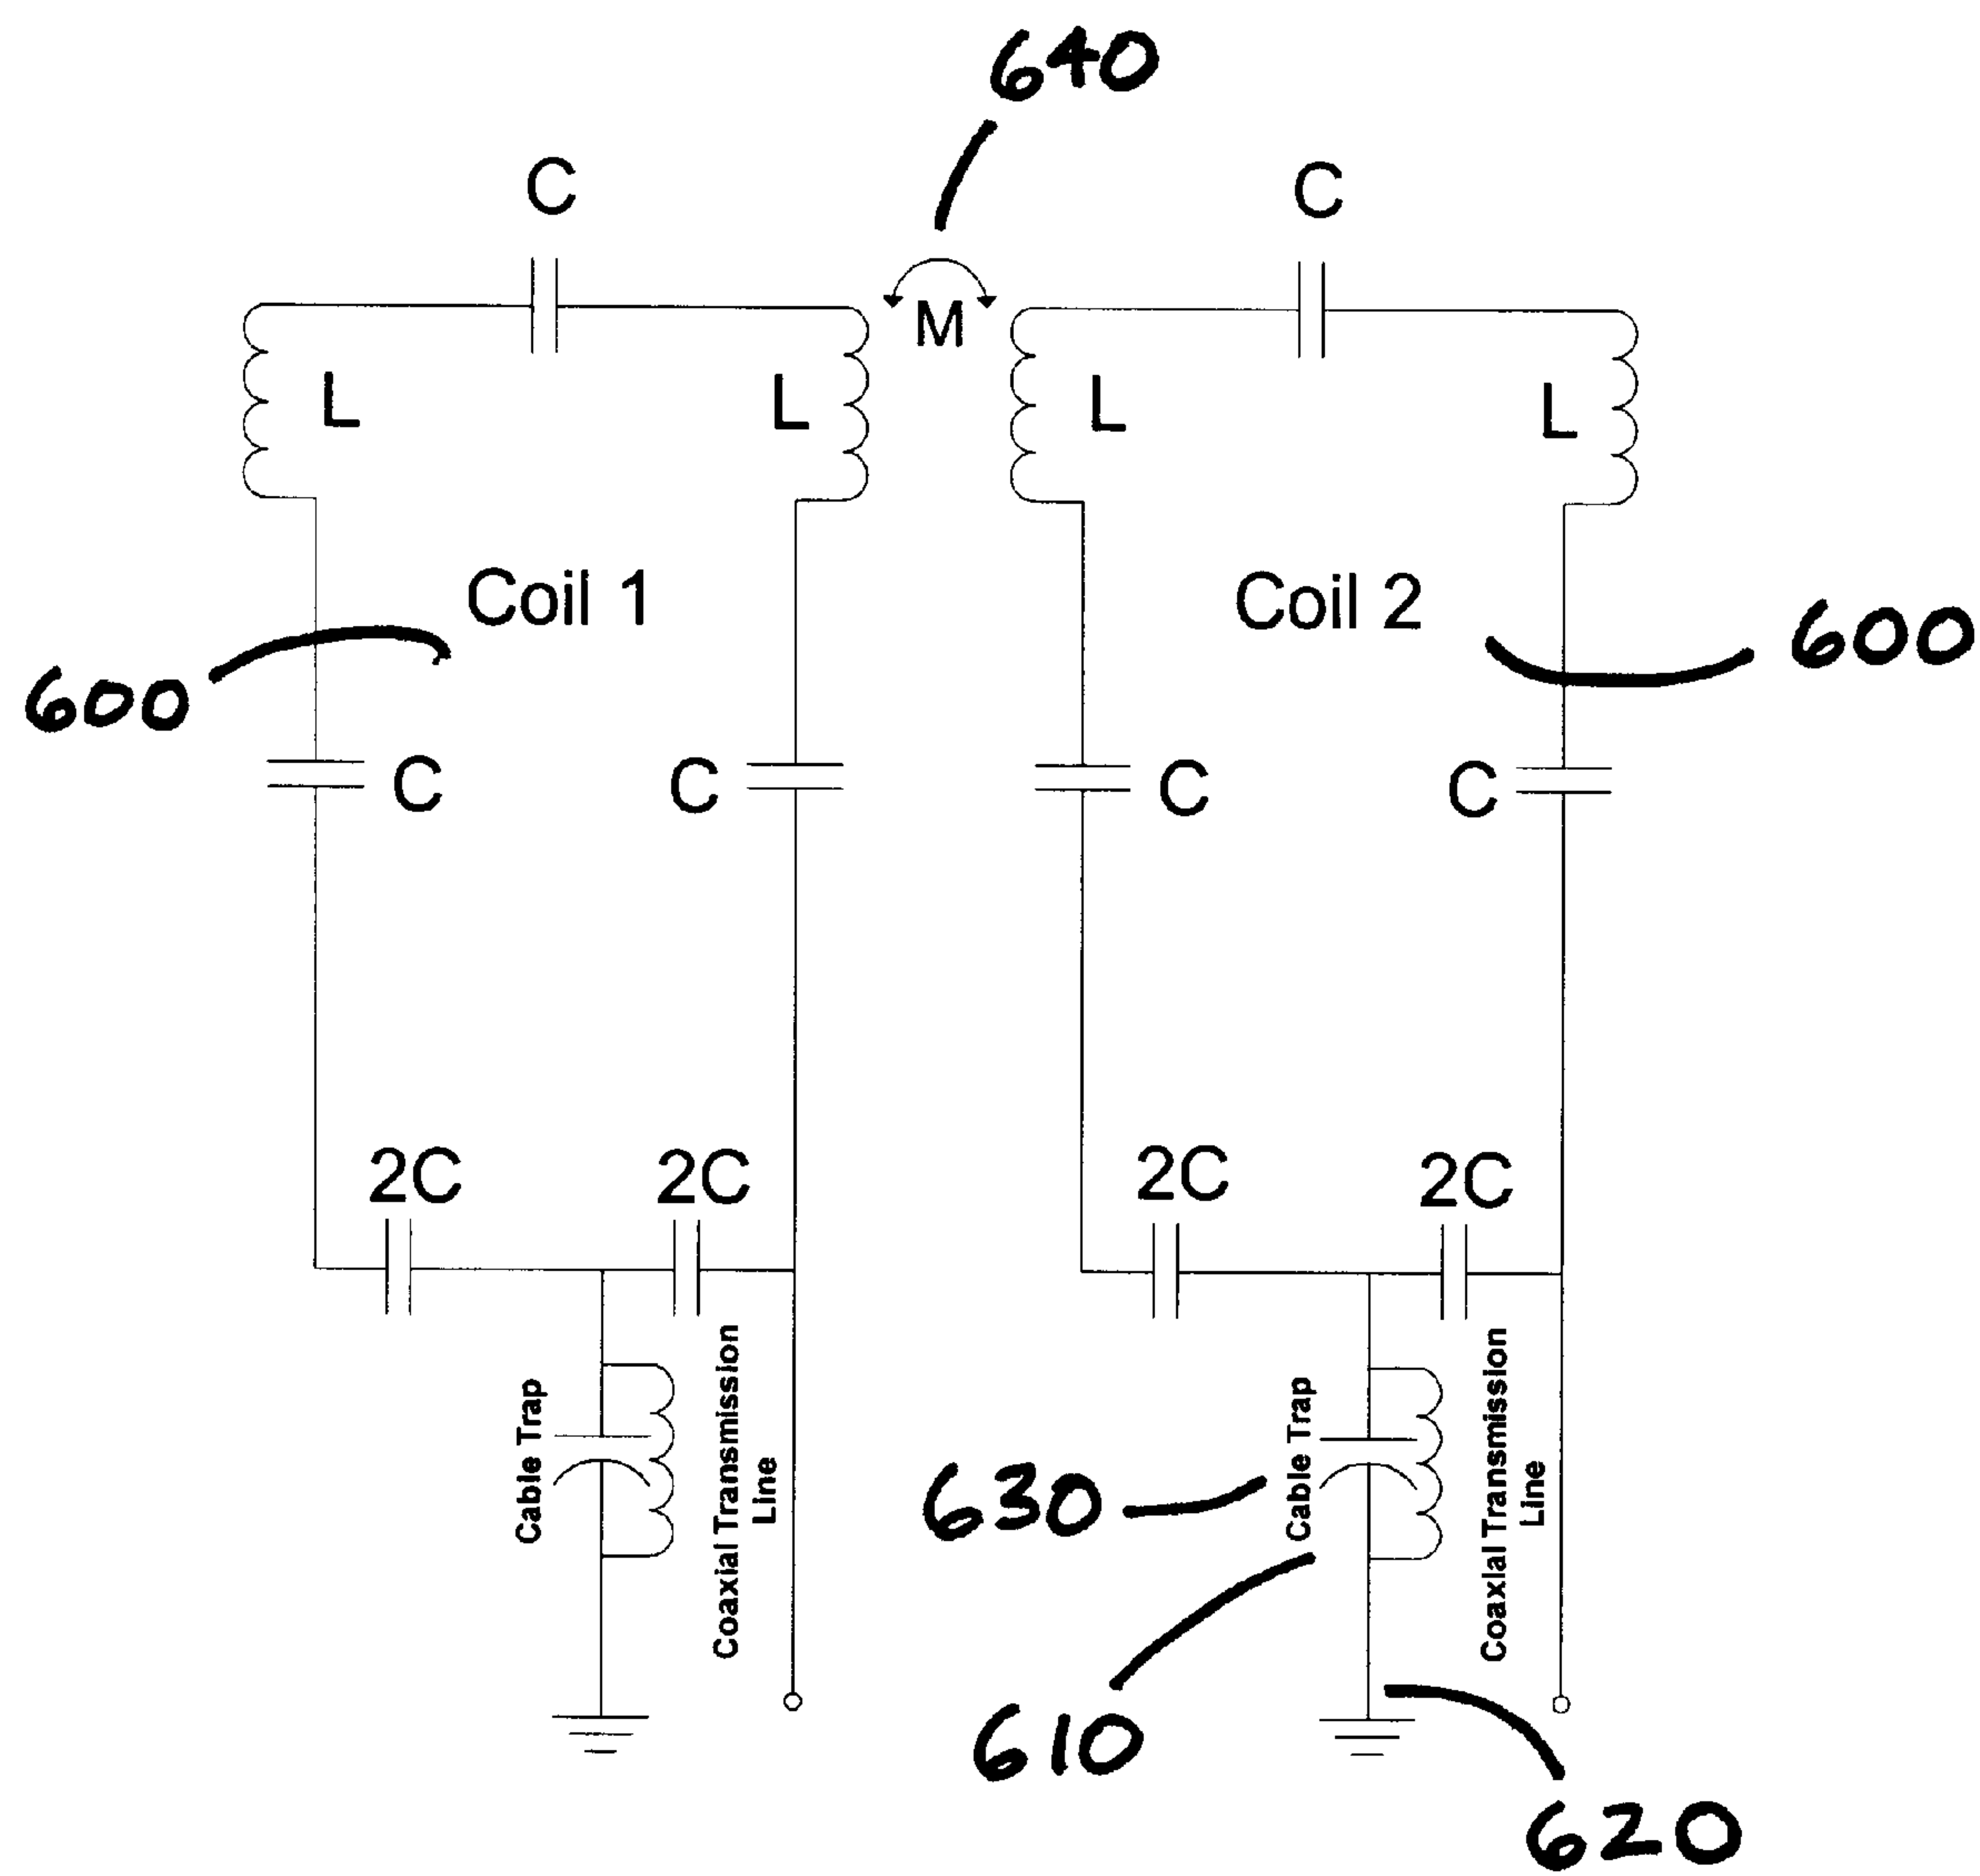 640
C
C
M
L
L
L
L
Coil 1
Coil 2
600
600
C
C
C
C
2C
2C
2C
2C
Cable Trap
Coaxial Transmission
Line
630
Cable Trap
Coaxial Transmission
Line
610
620